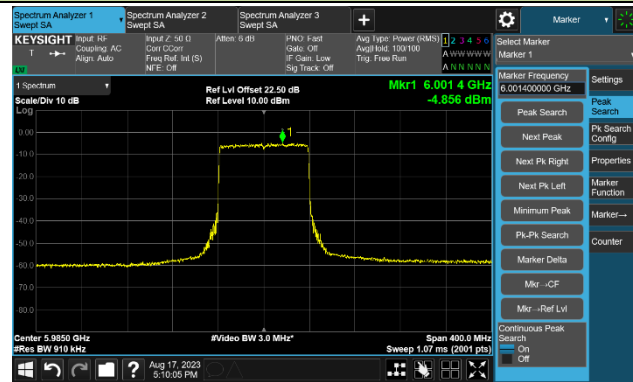 Spectrum Analyzer 1
Swept SA
Spectrum Analyzer 2
Swept SA
Spectrum Analyzer 3
Swept SA
+
Marker
KEYSIGHT
Input: RF
Coupling: AC
Align: Auto
Input Z: 50 Ω
Corr CCorr
Freq Ref: Int (S)
NFE: Off
Atten: 6 dB
PNO: Fast
Gate: Off
IF Gain: Low
Sig Track: Off
Avg Type: Power (RMS)
Avg|Hold: 100/100
Trig: Free Run
1 2 3 4 5 6
A W W W W W
A N N N N N
Select Marker
Marker 1
1 Spectrum
Scale/Div 10 dB
Log
Ref Lvl Offset 22.50 dB
Ref Level 10.00 dBm
Mkr1 6.001 4 GHz
-4.856 dBm
1
0.00
-10.0
-20.0
-30.0
-40.0
-50.0
-60.0
-70.0
-80.0
Center 5.9850 GHz
#Res BW 910 kHz
#Video BW 3.0 MHz*
Span 400.0 MHz
Sweep 1.07 ms (2001 pts)
Marker Frequency
6.001400000 GHz
Peak Search
Next Peak
Next Pk Right
Next Pk Left
Minimum Peak
Pk-Pk Search
Marker Delta
Mkr→CF
Mkr→Ref Lvl
Continuous Peak
Search
On
Off
Settings
Peak
Search
Pk Search
Config
Properties
Marker
Function
Marker→
Counter
?
Aug 17, 2023
5:10:05 PM